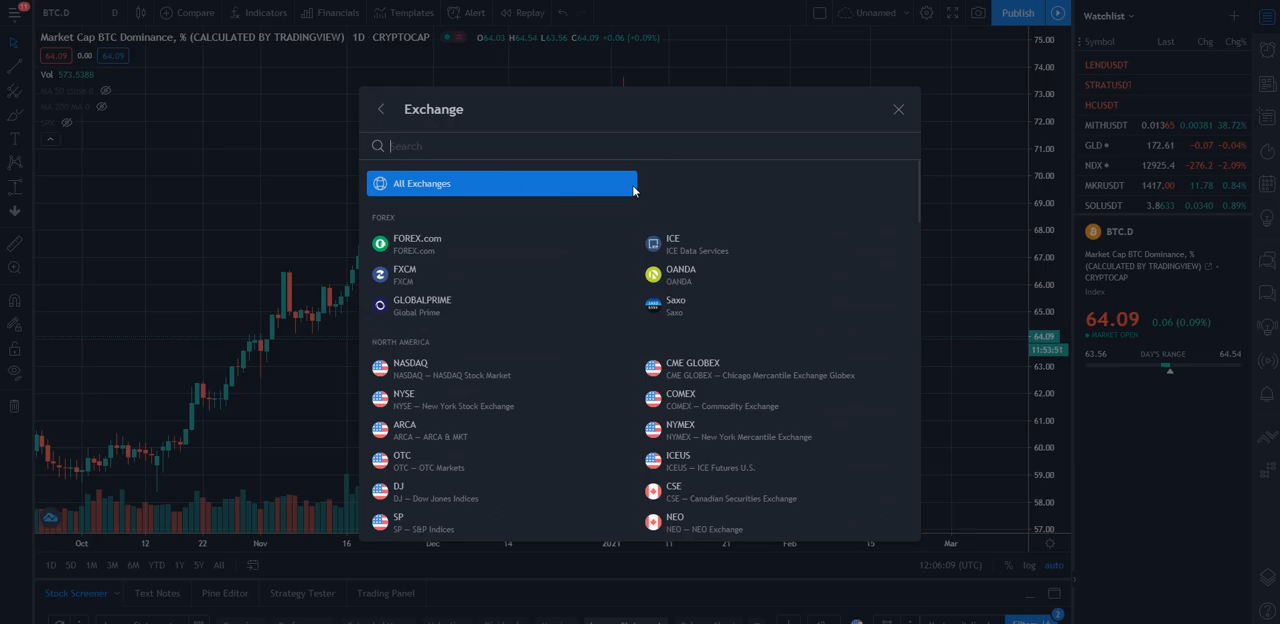 11
BTC.D
D
Compare
Indicators
Financials
Templates
Alert
Replay
Unnamed
Publish
Watchlist
Market Cap BTC Dominance, % (CALCULATED BY TRADINGVIEW) 1D CRYPTOCAP
O64.03 H64.54 L63.56 C64.09 +0.06 (+0.09%)
64.09 0.00 64.09
Vol 573.5388
MA 50 close 0
MA 200 MA 0
SPX
Exchange
Search
All Exchanges
FOREX
FOREX.com
FOREX.com
ICE
ICE Data Services
FXCM
FXCM
OANDA
OANDA
GLOBALPRIME
Global Prime
Saxo
Saxo
NORTH AMERICA
NASDAQ
NASDAQ — NASDAQ Stock Market
CME GLOBEX
CME GLOBEX — Chicago Mercantile Exchange Globex
NYSE
NYSE — New York Stock Exchange
COMEX
COMEX — Commodity Exchange
ARCA
ARCA — ARCA & MKT
NYMEX
NYMEX — New York Mercantile Exchange
OTC
OTC — OTC Markets
ICEUS
ICEUS — ICE Futures U.S.
DJ
DJ — Dow Jones Indices
CSE
CSE — Canadian Securities Exchange
SP
SP — S&P Indices
NEO
NEO — NEO Exchange
75.00
74.00
73.00
72.00
71.00
70.00
69.00
68.00
67.00
66.00
65.00
64.09
11:53:51
63.00
62.00
61.00
60.00
59.00
58.00
57.00
Oct 12 22 Nov 16 Dec 14 2021 11 21 Feb 15 Mar
1D 5D 1M 3M 6M YTD 1Y 5Y All
12:06:09 (UTC) % log auto
Stock Screener Text Notes Pine Editor Strategy Tester Trading Panel
2
Symbol Last Chg Chg%
LENDUSDT
STRATUSDT
HCUSDT
MITHUSDT 0.01365 0.00381 38.72%
GLD 172.61 -0.07 -0.04%
NDX 12925.4 -276.2 -2.09%
MKRUSDT 1417.00 11.78 0.84%
SOLUSDT 3.8633 0.0340 0.89%
BTC.D
Market Cap BTC Dominance, %
(CALCULATED BY TRADINGVIEW)
CRYPTOCAP
Index
64.09 0.06 (0.09%)
MARKET OPEN
63.56 DAY'S RANGE 64.54